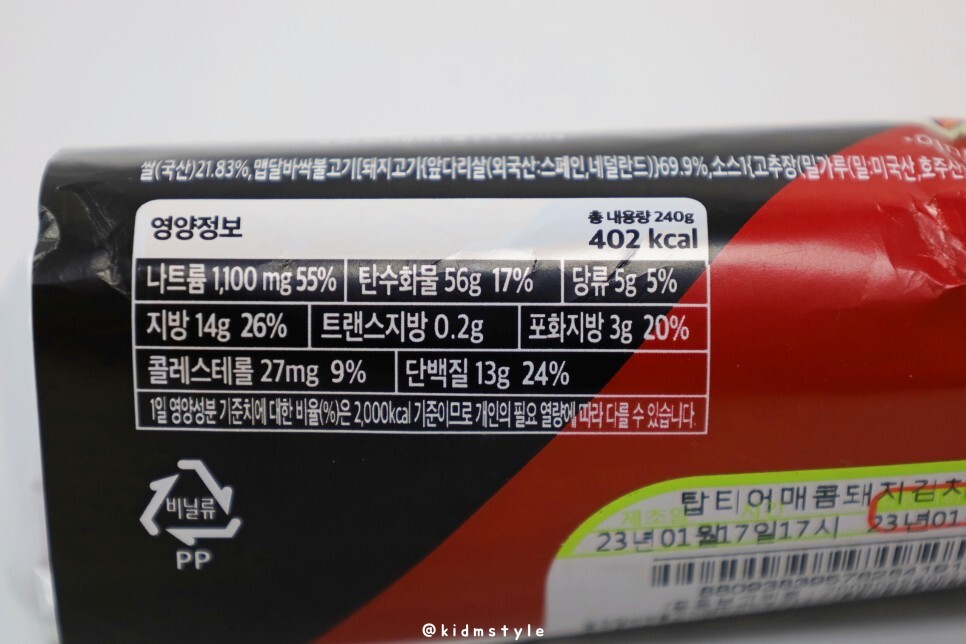 쌀(국산)21.83%,맵달바싹불고기[돼지고기{앞다리살(외국산:스페인,네덜란드)}69.9%,소스1{고추장(밀가루(밀:미국산,호주산
영양정보
총 내용량 240g
402 kcal
나트륨 1,100 mg 55% 탄수화물 56g 17% 당류 5g 5%
지방 14g 26% 트랜스지방 0.2g 포화지방 3g 20%
콜레스테롤 27mg 9% 단백질 13g 24%
1일 영양성분 기준치에 대한 비율(%)은 2,000kcal 기준이므로 개인의 필요 열량에 따라 다를 수 있습니다.
비닐류
PP
탑티어매콤돼지김치
제조일
23년01월17일17시 23년01
@kidmstyle